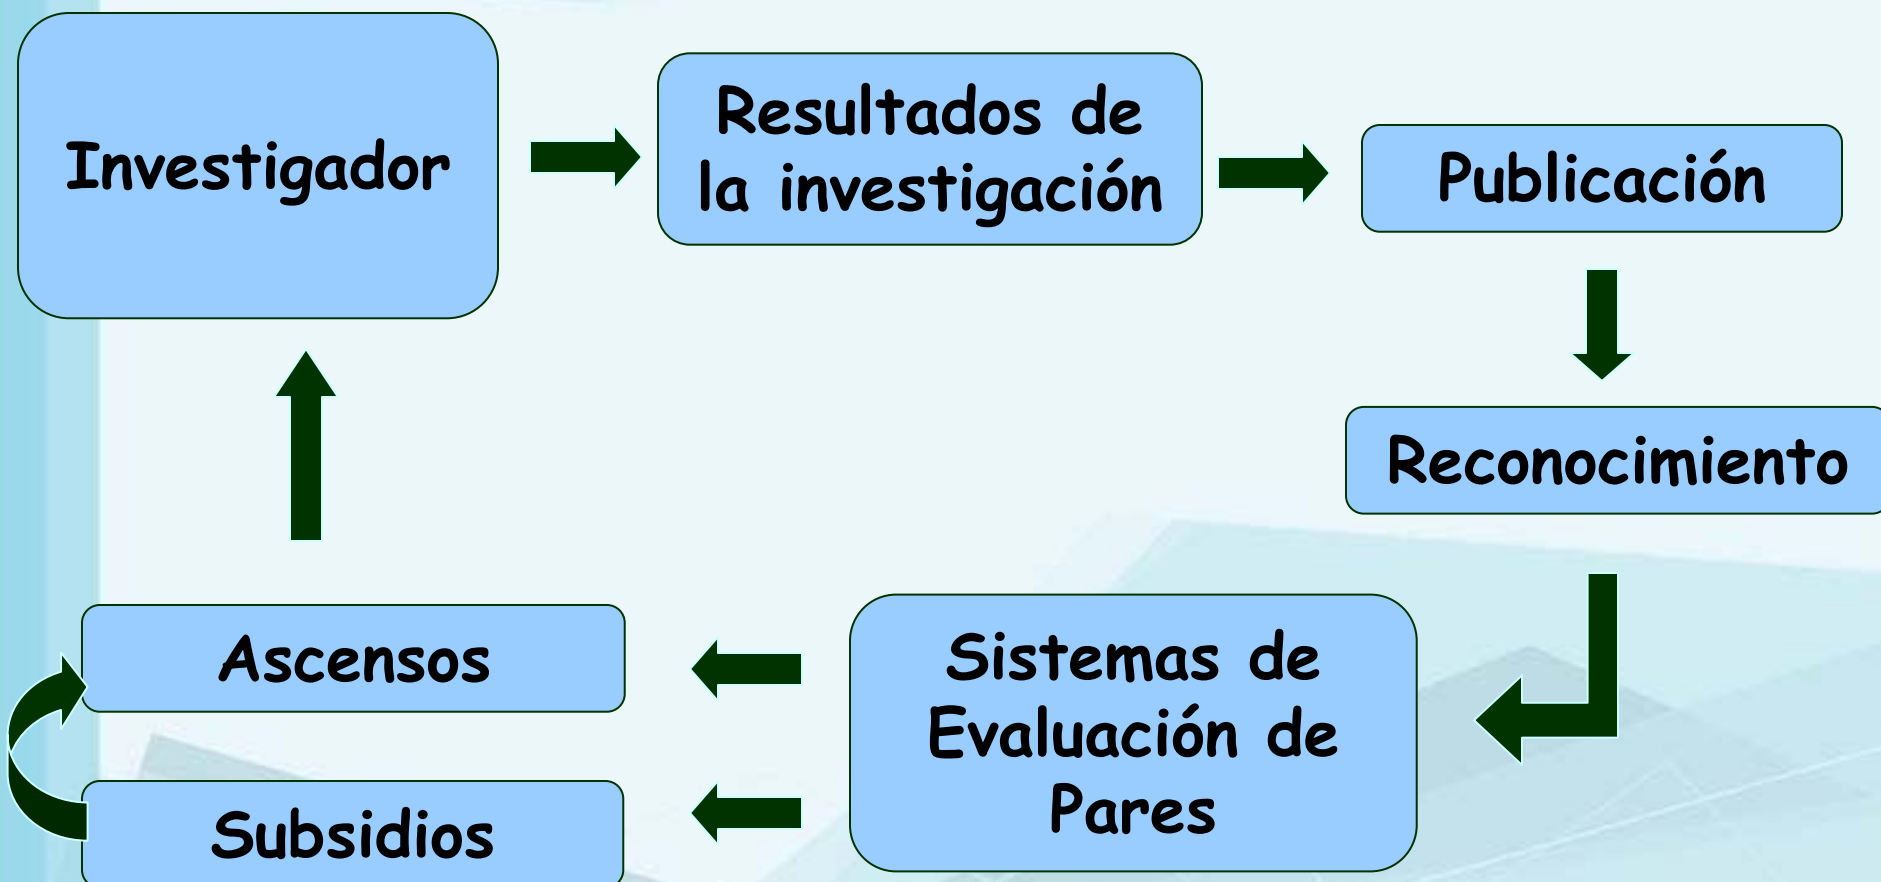 Investigador
Resultados de
la investigación
Publicación
Reconocimiento
Sistemas de
Evaluación de
Pares
Ascensos
Subsidios